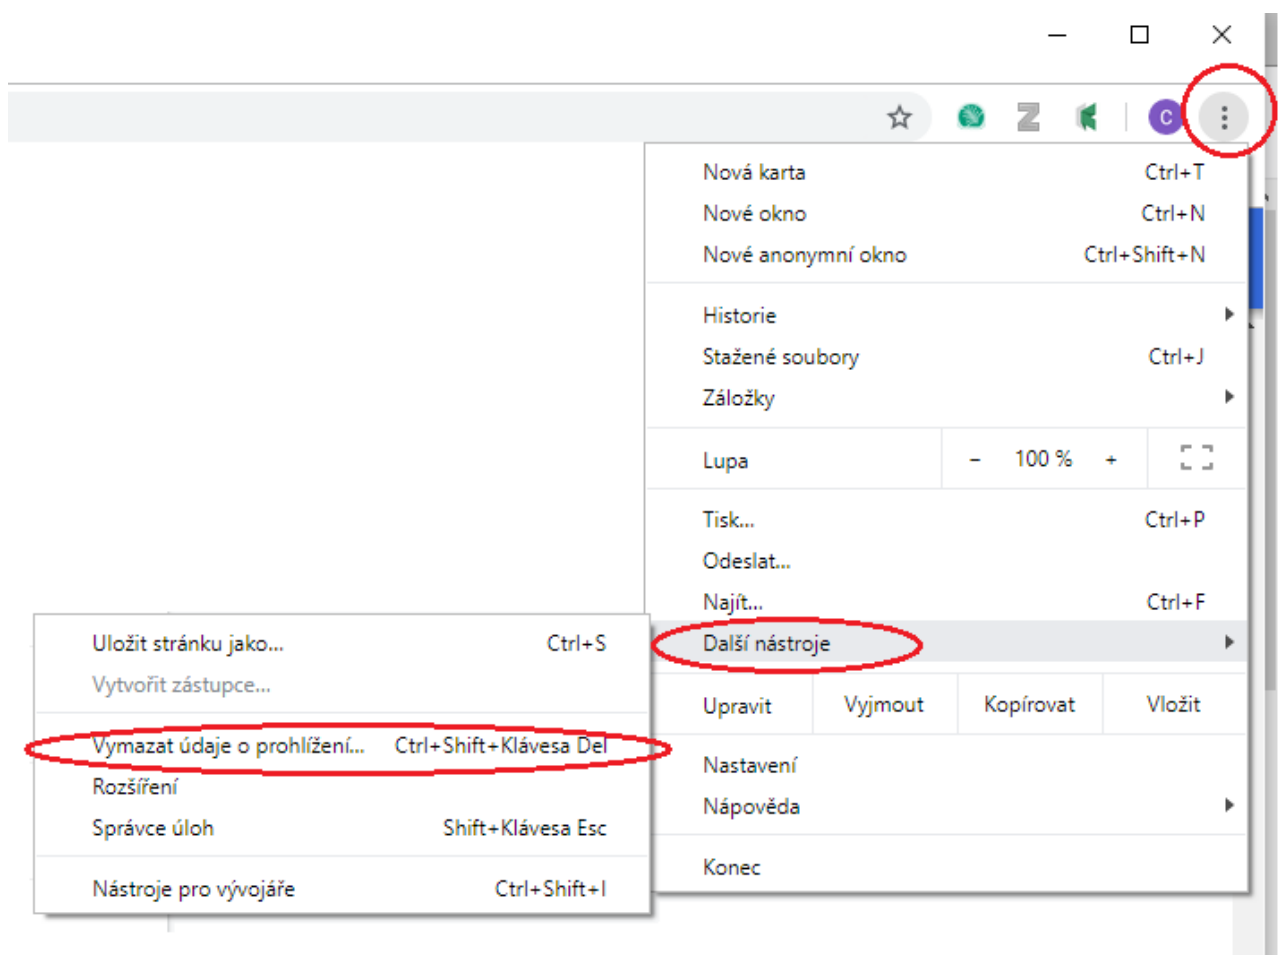 C
Nová karta Ctrl+T
Nové okno Ctrl+N
Nové anonymní okno Ctrl+Shift+N
Historie
Stažené soubory Ctrl+J
Záložky
Lupa - 100 % +
Tisk... Ctrl+P
Odeslat...
Najít... Ctrl+F
Další nástroje
Upravit Vyjmout Kopírovat Vložit
Nastavení
Nápověda
Konec
Uložit stránku jako... Ctrl+S
Vytvořit zástupce...
Vymazat údaje o prohlížení... Ctrl+Shift+Klávesa Del
Rozšíření
Správce úloh Shift+Klávesa Esc
Nástroje pro vývojáře Ctrl+Shift+I